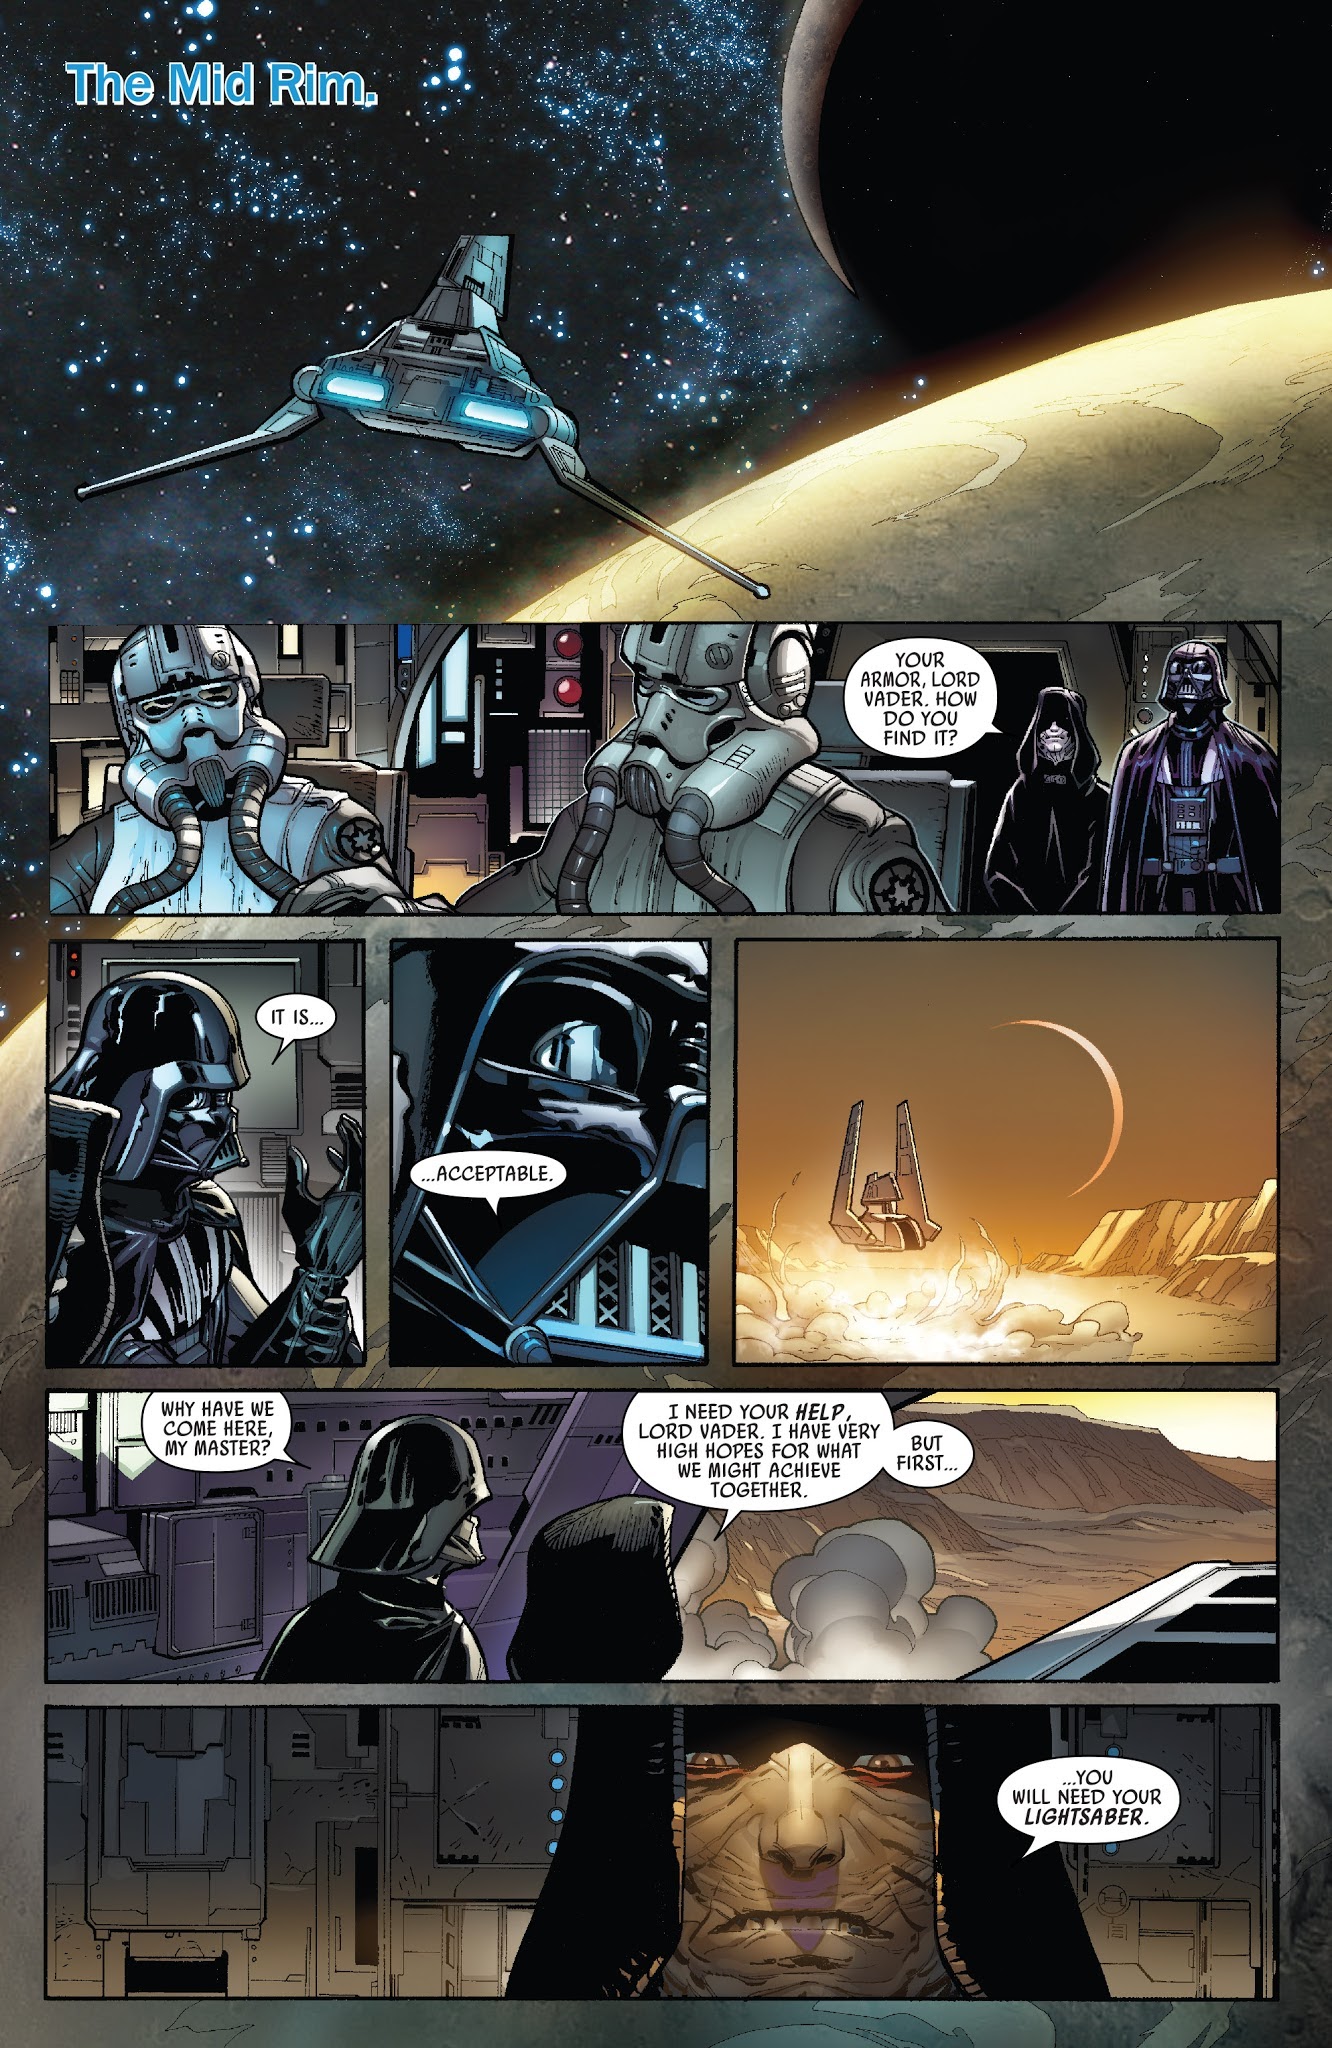 The Mid Rim.
YOUR
ARMOR, LORD
VADER. HOW
DO YOU
FIND IT?
IT IS...
...ACCEPTABLE.
WHY HAVE WE
COME HERE,
MY MASTER?
I NEED YOUR HELP,
LORD VADER. I HAVE VERY
HIGH HOPES FOR WHAT
WE MIGHT ACHIEVE
TOGETHER.
BUT
FIRST...
...YOU
WILL NEED YOUR
LIGHTSABER.